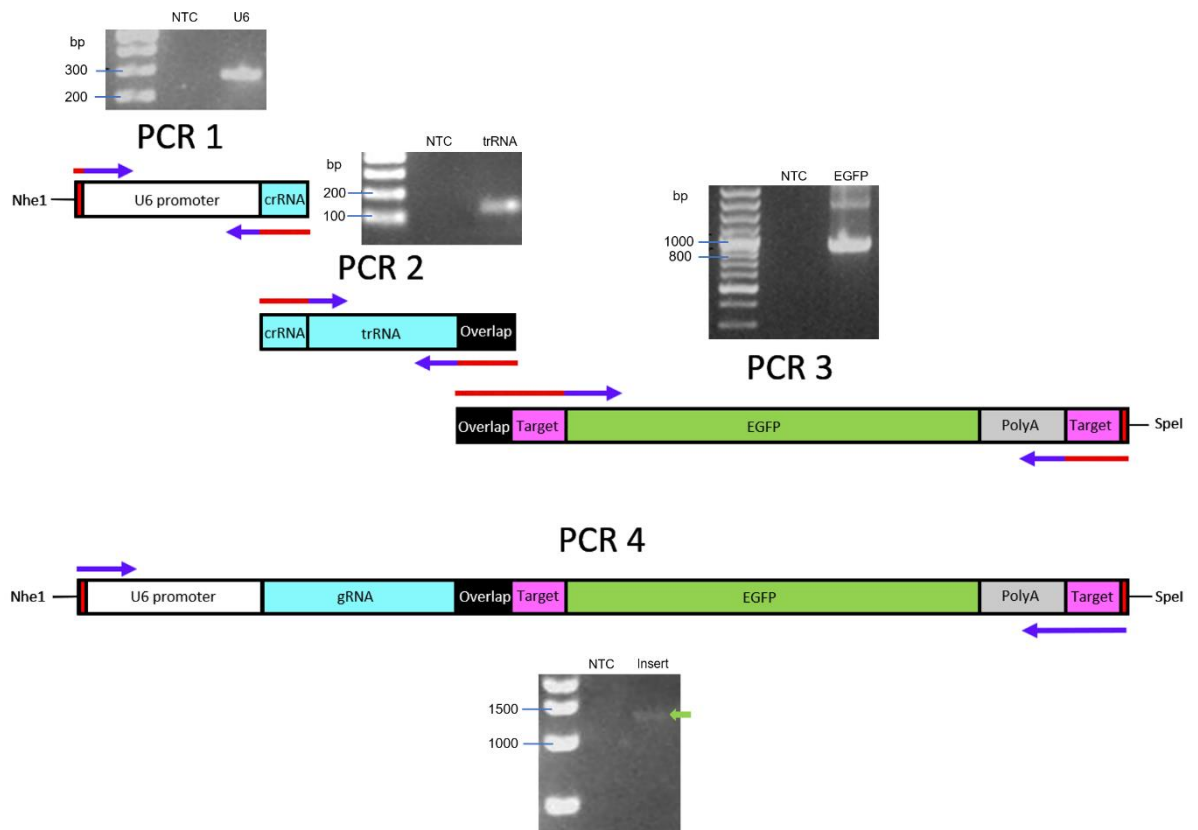 NTC U6
bp
300
200
PCR 1
Nhe1 U6 promoter crRNA
NTC trRNA
bp
200
100
PCR 2
crRNA trRNA Overlap
NTC EGFP
bp
1000
800
PCR 3
Overlap Target EGFP PolyA Target SpeI
PCR 4
Nhe1 U6 promoter gRNA Overlap Target EGFP PolyA Target SpeI
NTC Insert
1500
1000